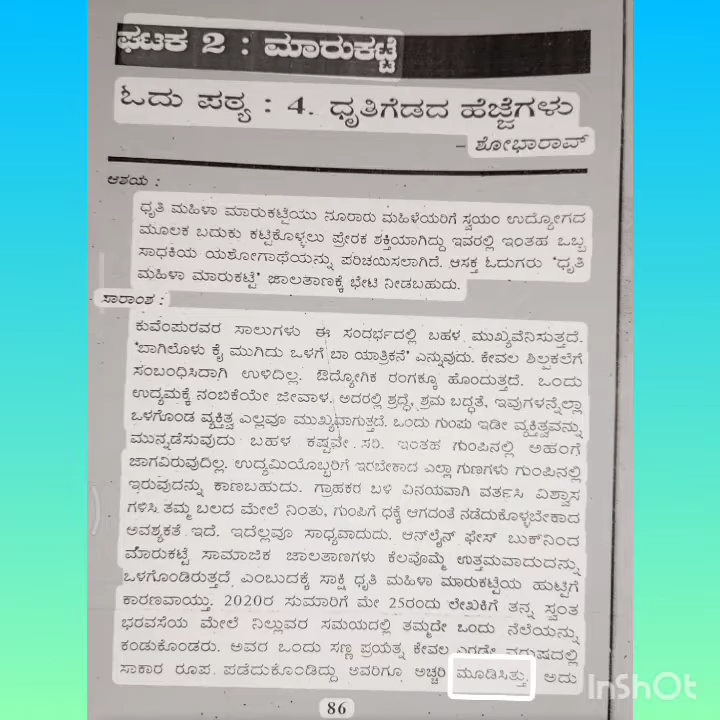 ಘಟಕ 2 : ಮಾರುಕಟ್ಟೆ
ಓದು ಪಠ್ಯ : 4. ಧೃತಿಗೆಡದ ಹೆಜ್ಜೆಗಳು
– ಶೋಭಾರಾವ್
ಆಶಯ :
ಧೃತಿ ಮಹಿಳಾ ಮಾರುಕಟ್ಟೆಯು ನೂರಾರು ಮಹಿಳೆಯರಿಗೆ ಸ್ವಯಂ ಉದ್ಯೋಗದ
ಮೂಲಕ ಬದುಕು ಕಟ್ಟಿಕೊಳ್ಳಲು ಪ್ರೇರಕ ಶಕ್ತಿಯಾಗಿದ್ದು ಇವರಲ್ಲಿ ಇಂತಹ ಒಬ್ಬ
ಸಾಧಕಿಯ ಯಶೋಗಾಥೆಯನ್ನು ಪರಿಚಯಿಸಲಾಗಿದೆ. ಆಸಕ್ತ ಓದುಗರು 'ಧೃತಿ
ಮಹಿಳಾ ಮಾರುಕಟ್ಟೆ' ಜಾಲತಾಣಕ್ಕೆ ಭೇಟಿ ನೀಡಬಹುದು.
ಸಾರಾಂಶ :
ಕುವೆಂಪುರವರ ಸಾಲುಗಳು ಈ ಸಂದರ್ಭದಲ್ಲಿ ಬಹಳ ಮುಖ್ಯವೆನಿಸುತ್ತದೆ.
'ಬಾಗಿಲೊಳು ಕೈ ಮುಗಿದು ಒಳಗೆ ಬಾ ಯಾತ್ರಿಕನೆ' ಎನ್ನುವುದು. ಕೇವಲ ಶಿಲ್ಪಕಲೆಗೆ
ಸಂಬಂಧಿಸಿದಾಗಿ ಉಳಿದಿಲ್ಲ. ಔದ್ಯೋಗಿಕ ರಂಗಕ್ಕೂ ಹೊಂದುತ್ತದೆ. ಒಂದು
ಉದ್ಯಮಕ್ಕೆ ನಂಬಿಕೆಯೇ ಜೀವಾಳ. ಅದರಲ್ಲಿ ಶ್ರದ್ಧೆ, ಶ್ರಮ ಬದ್ಧತೆ, ಇವುಗಳನ್ನೆಲ್ಲಾ
ಒಳಗೊಂಡ ವ್ಯಕ್ತಿತ್ವ ಎಲ್ಲವೂ ಮುಖ್ಯವಾಗುತ್ತದೆ. ಒಂದು ಗುಂಪು ಇಡೀ ವ್ಯಕ್ತಿತ್ವವನ್ನು
ಮುನ್ನಡೆಸುವುದು ಬಹಳ ಕಷ್ಟವೇ ಸರಿ. ಇಂತಹ ಗುಂಪಿನಲ್ಲಿ ಅಹಂಗೆ
ಜಾಗವಿರುವುದಿಲ್ಲ. ಉದ್ಯಮಿಯೊಬ್ಬರಿಗೆ ಇರಬೇಕಾದ ಎಲ್ಲಾ ಗುಣಗಳು ಗುಂಪಿನಲ್ಲಿ
ಇರುವುದನ್ನು ಕಾಣಬಹುದು. ಗ್ರಾಹಕರ ಬಳಿ ವಿನಯವಾಗಿ ವರ್ತಿಸಿ ವಿಶ್ವಾಸ
ಗಳಿಸಿ ತಮ್ಮ ಬಲದ ಮೇಲೆ ನಿಂತು, ಗುಂಪಿಗೆ ಧಕ್ಕೆ ಆಗದಂತೆ ನಡೆದುಕೊಳ್ಳಬೇಕಾದ
ಅವಶ್ಯಕತೆ ಇದೆ. ಇದೆಲ್ಲವೂ ಸಾಧ್ಯವಾದುದು. ಆನ್‌ಲೈನ್ ಫೇಸ್ ಬುಕ್‌ನಿಂದ
ಮಾರುಕಟ್ಟೆ ಸಾಮಾಜಿಕ ಜಾಲತಾಣಗಳು ಕೆಲವೊಮ್ಮೆ ಉತ್ತಮವಾದುದನ್ನು
ಒಳಗೊಂಡಿರುತ್ತದೆ ಎಂಬುದಕ್ಕೆ ಸಾಕ್ಷಿ ಧೃತಿ ಮಹಿಳಾ ಮಾರುಕಟ್ಟೆಯ ಹುಟ್ಟಿಗೆ
ಕಾರಣವಾಯ್ತು. 2020ರ ಸುಮಾರಿಗೆ ಮೇ 25ರಂದು ಲೇಖಕಿಗೆ ತನ್ನ ಸ್ವಂತ
ಭರವಸೆಯ ಮೇಲೆ ನಿಲ್ಲುವರ ಸಮಯದಲ್ಲಿ ತಮ್ಮದೇ ಒಂದು ನೆಲೆಯನ್ನು
ಕಂಡುಕೊಂಡರು. ಅವರ ಒಂದು ಸಣ್ಣ ಪ್ರಯತ್ನ ಕೇವಲ ಎರಡೇ ವರುಷದಲ್ಲಿ
ಸಾಕಾರ ರೂಪ ಪಡೆದುಕೊಂಡಿದ್ದು ಅವರಿಗೂ ಅಚ್ಚರಿ ಮೂಡಿಸಿತ್ತು. ಅದು
86
InShOt